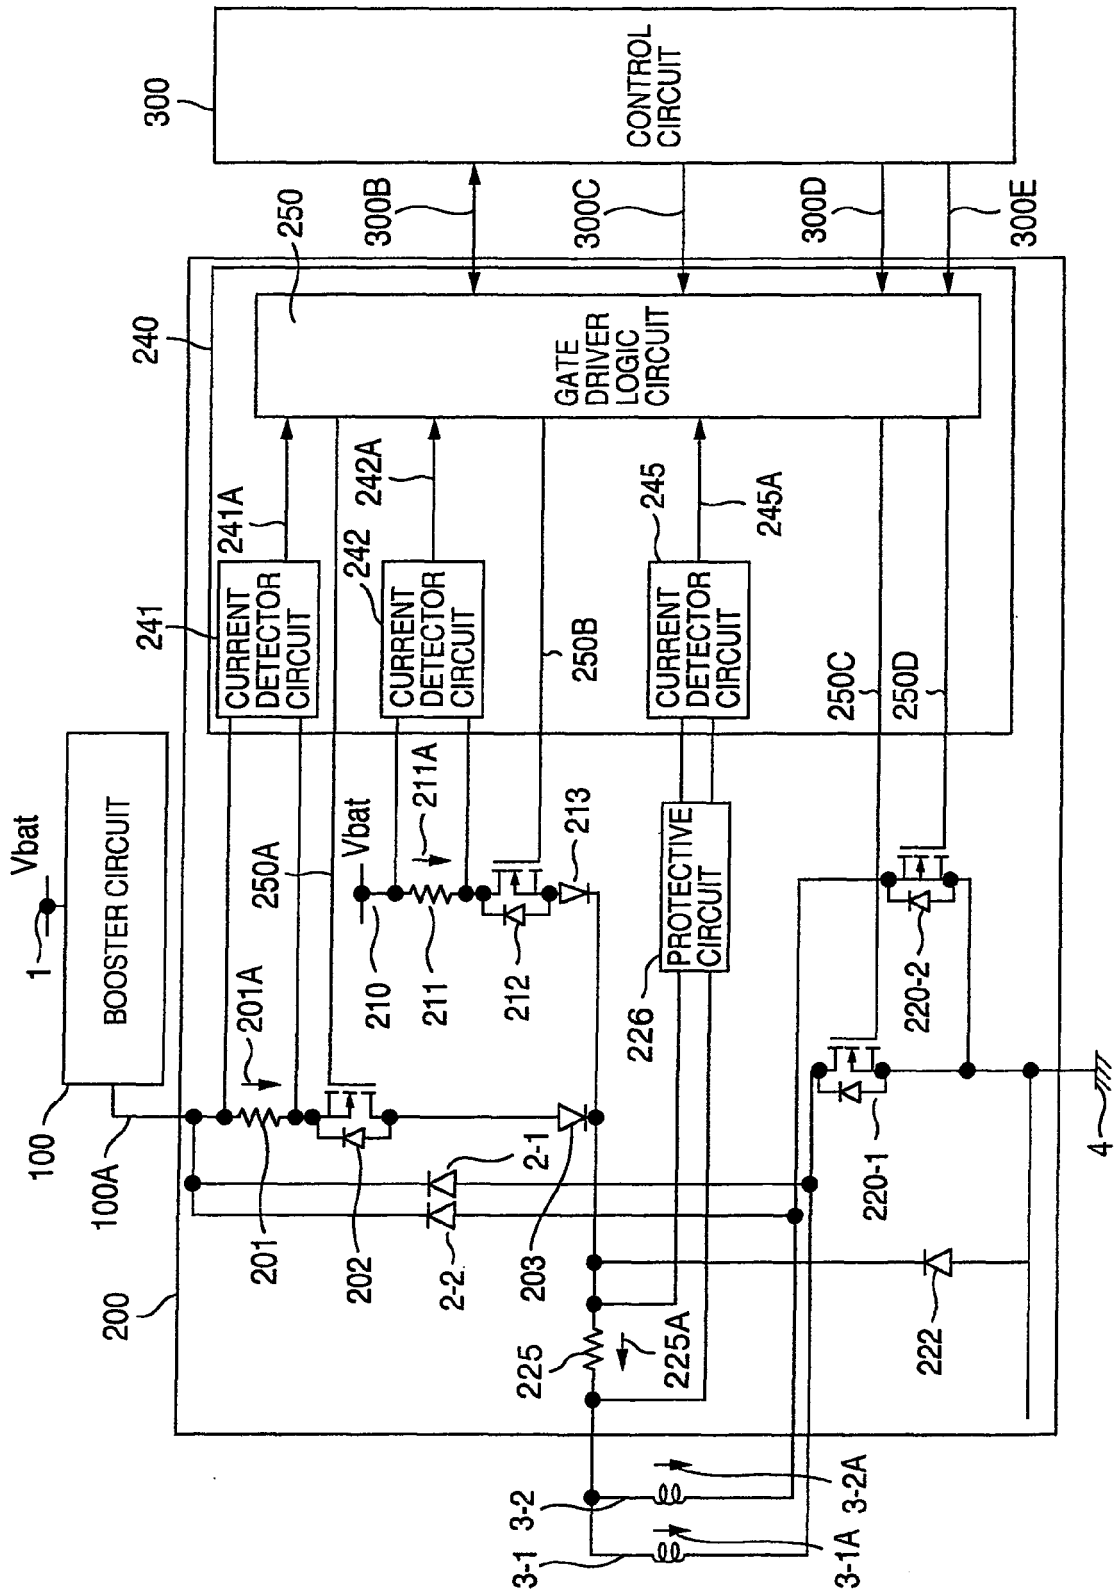 1
Vbat
100
BOOSTER CIRCUIT
100A
200
201
201A
250A
202
2-1
2-2
203
210
Vbat
211
211A
212
213
241
CURRENT
DETECTOR
CIRCUIT
241A
242
CURRENT
DETECTOR
CIRCUIT
242A
250B
240
250
GATE
DRIVER
LOGIC
CIRCUIT
300
CONTROL
CIRCUIT
300B
300C
300D
300E
245
CURRENT
DETECTOR
CIRCUIT
245A
226
PROTECTIVE
CIRCUIT
250C
250D
225
225A
220-1
220-2
222
4
3-1
3-2
3-1A
3-2A